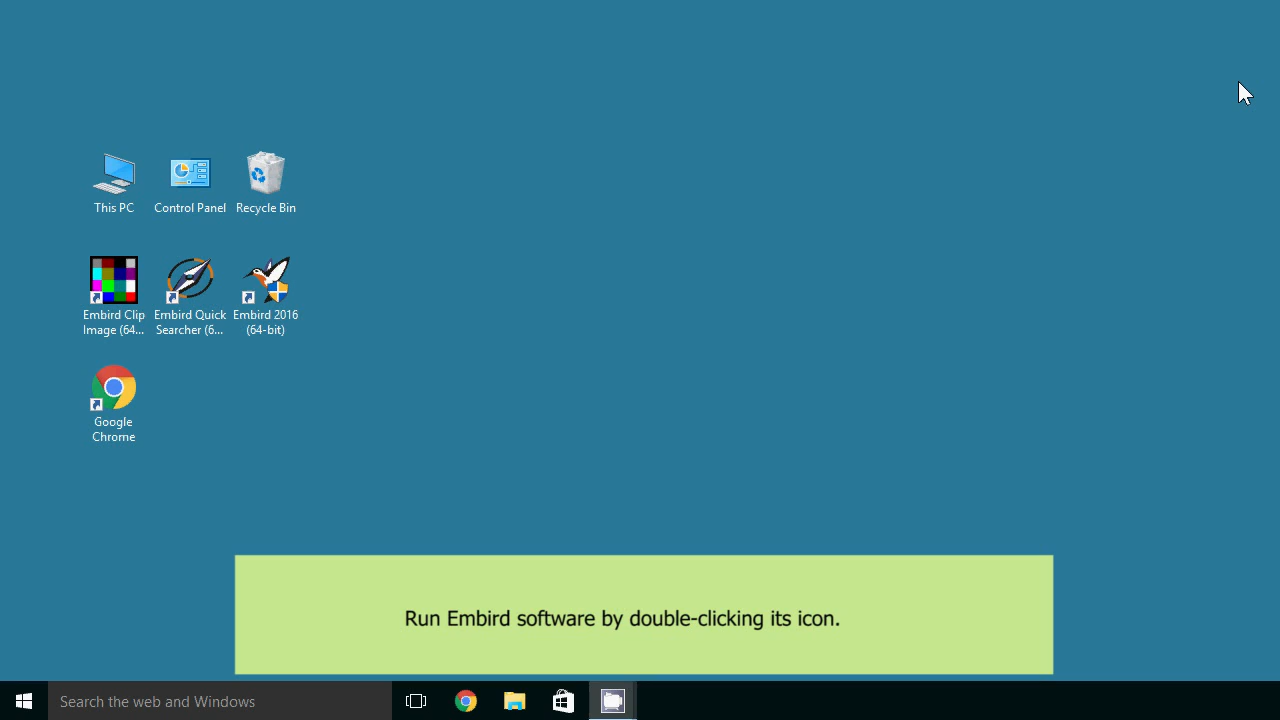 This PC
Control Panel
Recycle Bin
Embird Clip
Image (64...
Embird Quick
Searcher (6...
Embird 2016
(64-bit)
Google
Chrome
Run Embird software by double-clicking its icon.
Search the web and Windows